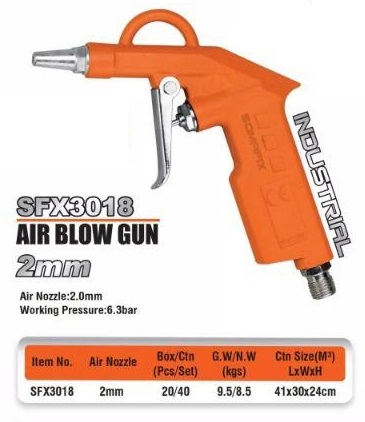 SOMAFIX
INDUSTRIAL
SFX3018
AIR BLOW GUN
2mm
Air Nozzle:2.0mm
Working Pressure:6.3bar
Item No. Air Nozzle Box/Ctn (Pcs/Set) G.W/N.W (kgs) Ctn Size(M³) LxWxH
SFX3018 2mm 20/40 9.5/8.5 41x30x24cm